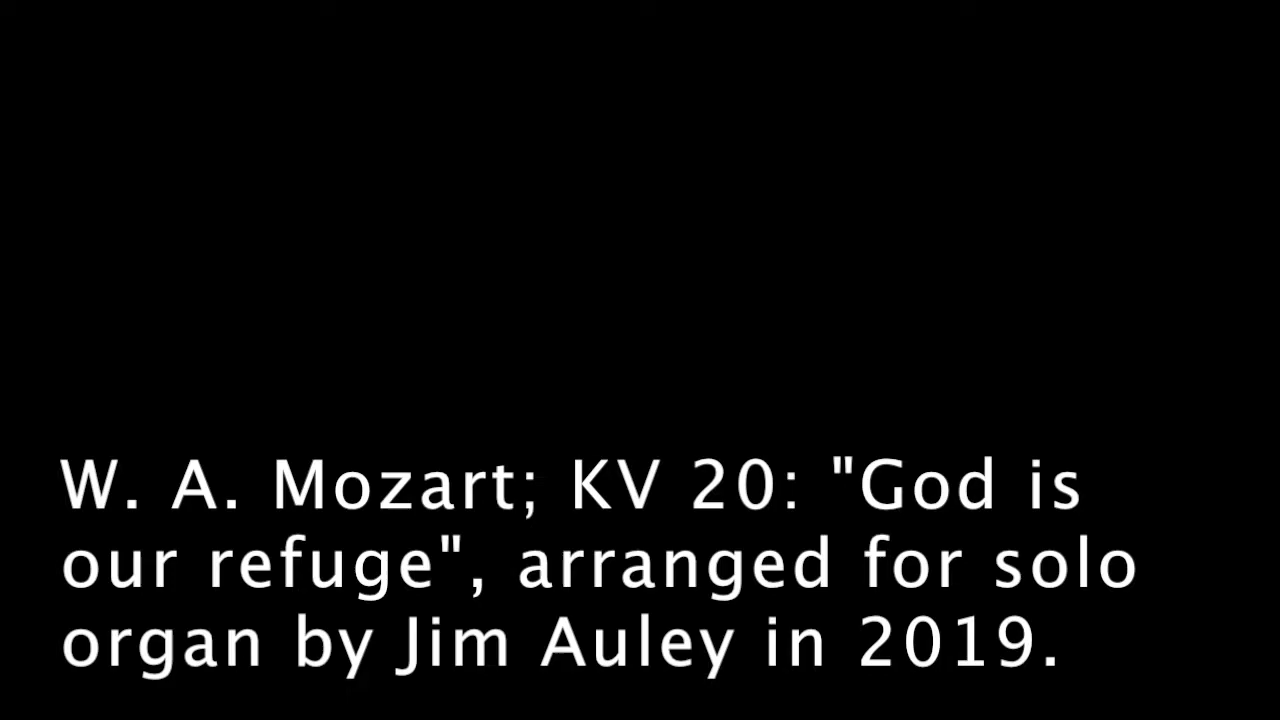 W. A. Mozart; KV 20: "God is
our refuge", arranged for solo
organ by Jim Auley in 2019.